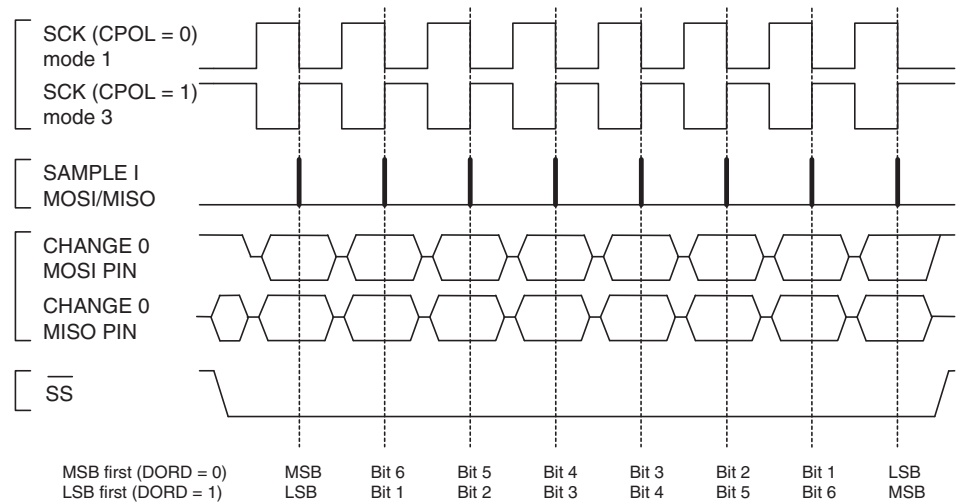 SCK (CPOL = 0)
mode 1
SCK (CPOL = 1)
mode 3
SAMPLE I
MOSI/MISO
CHANGE 0
MOSI PIN
CHANGE 0
MISO PIN
SS
MSB first (DORD = 0) MSB Bit 6 Bit 5 Bit 4 Bit 3 Bit 2 Bit 1 LSB
LSB first (DORD = 1) LSB Bit 1 Bit 2 Bit 3 Bit 4 Bit 5 Bit 6 MSB